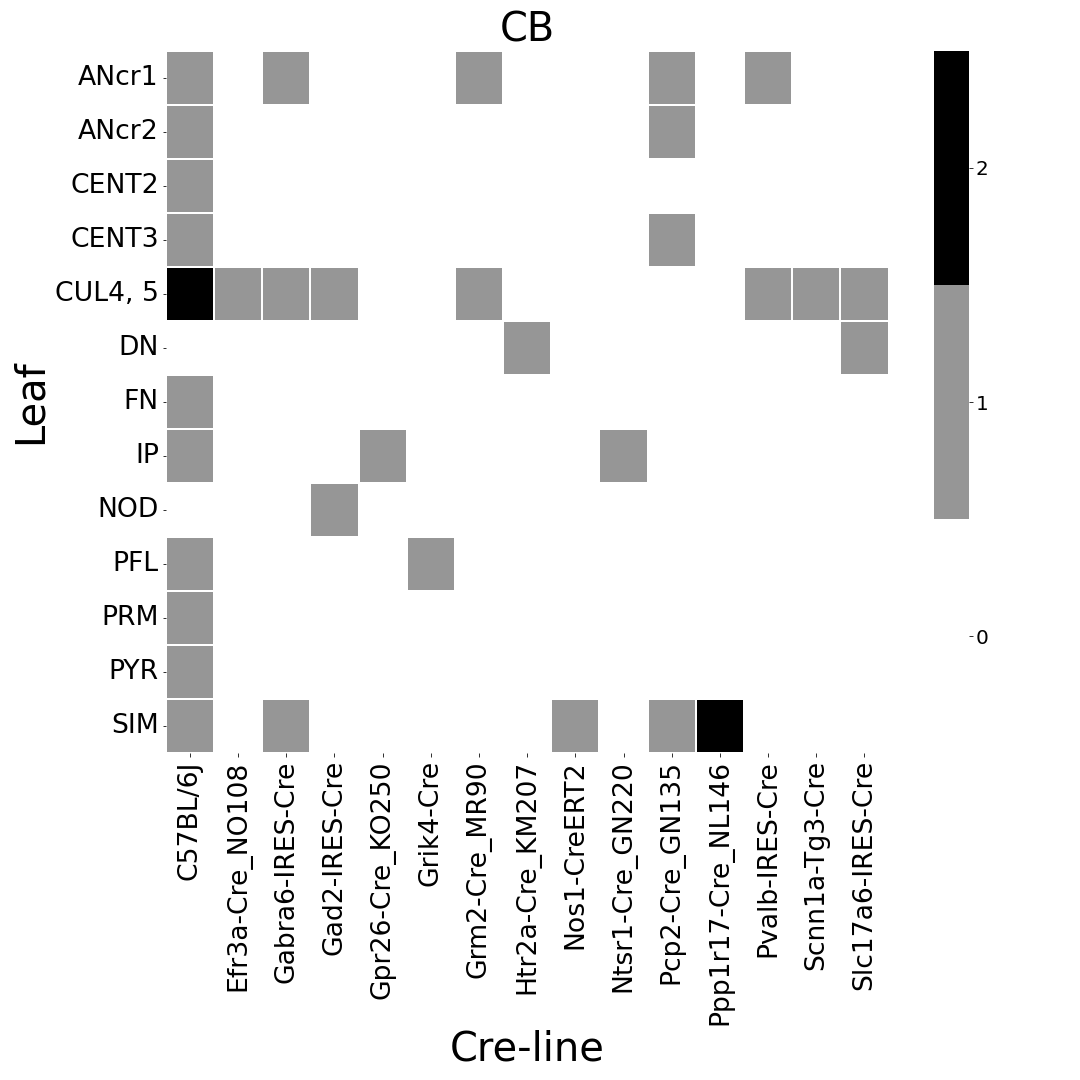 CB
ANcr1
ANcr2
CENT2
CENT3
CUL4, 5
DN
FN
IP
NOD
PFL
PRM
PYR
SIM
Leaf
C57BL/6J
Efr3a-Cre_NO108
Gabra6-IRES-Cre
Gad2-IRES-Cre
Gpr26-Cre_KO250
Grik4-Cre
Grm2-Cre_MR90
Htr2a-Cre_KM207
Nos1-CreERT2
Ntsr1-Cre_GN220
Pcp2-Cre_GN135
Ppp1r17-Cre_NL146
Pvalb-IRES-Cre
Scnn1a-Tg3-Cre
Slc17a6-IRES-Cre
Cre-line
2
1
0